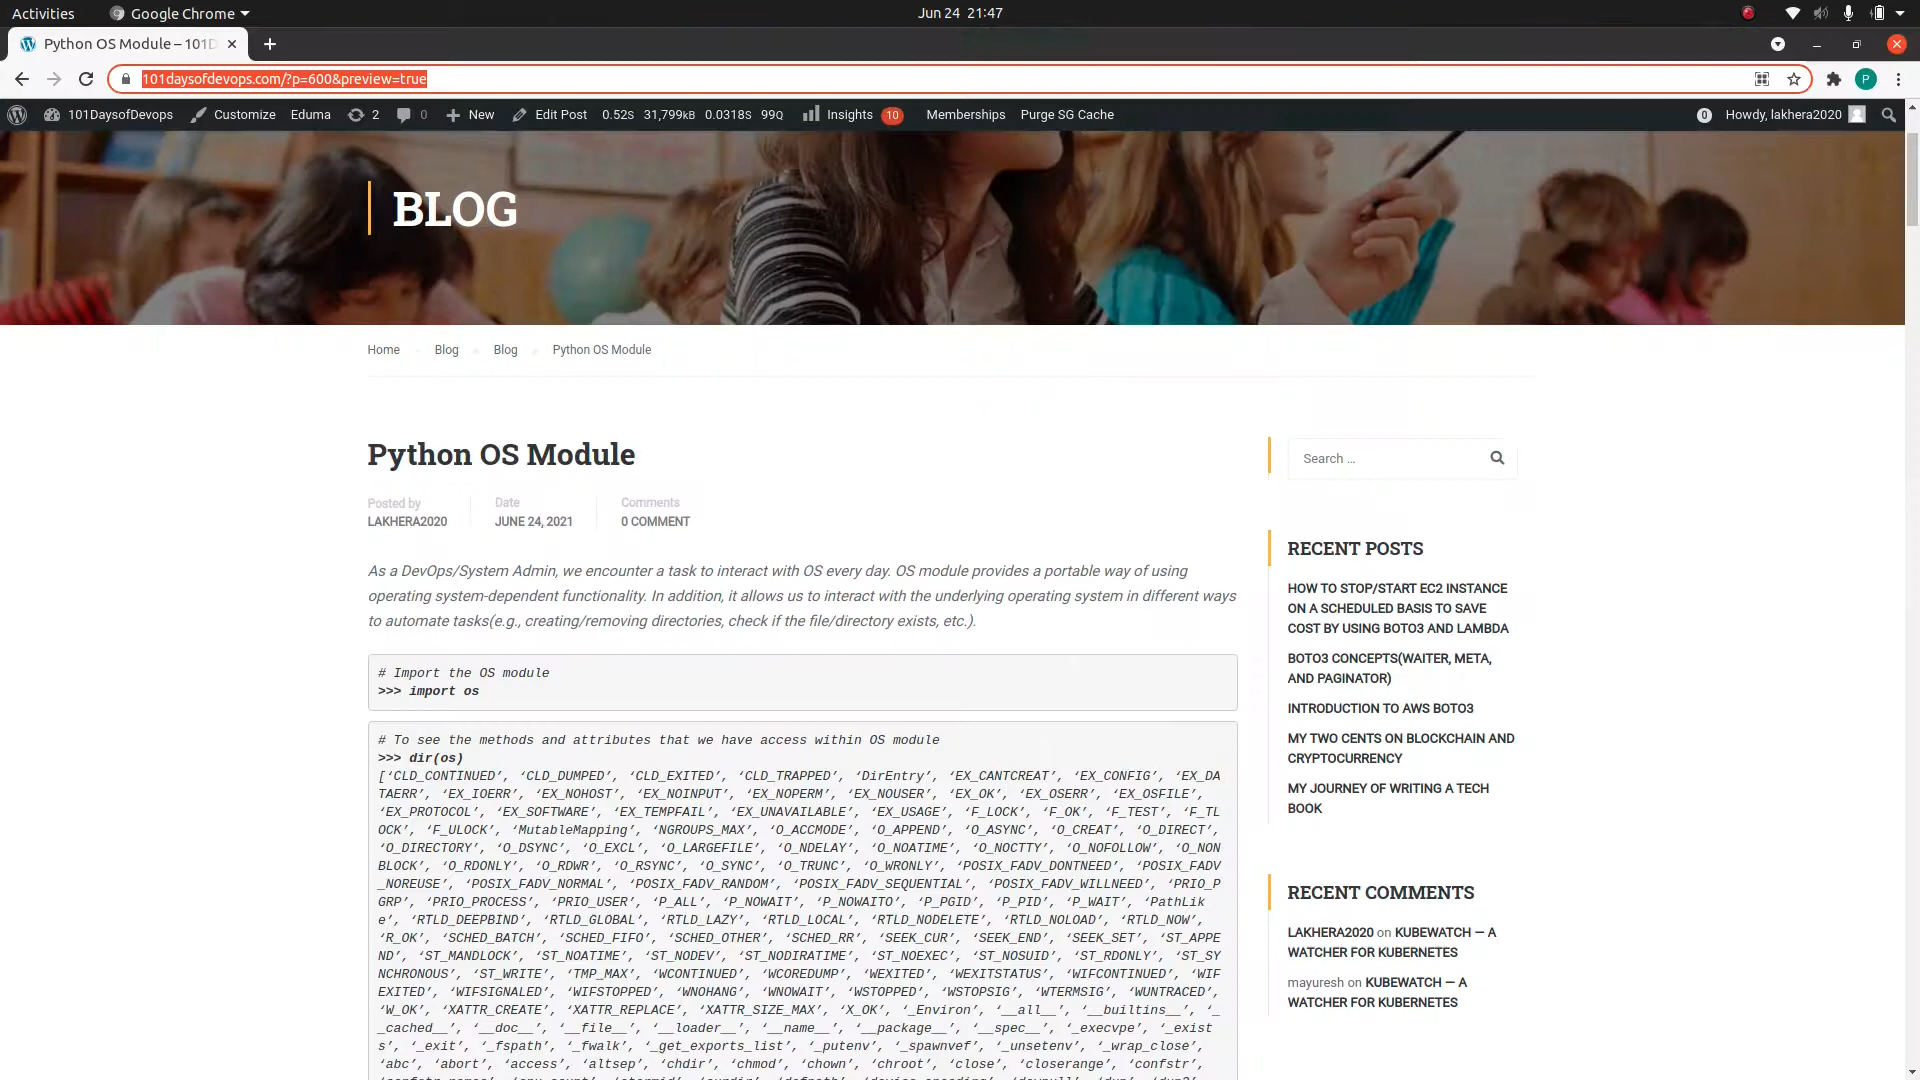 Activities Google Chrome Jun 24 21:47
Python OS Module – 101D
101daysofdevops.com/?p=600&preview=true P
101DaysofDevops Customize Eduma 2 0 New Edit Post 0.52S 31,799KB 0.0318S 99Q Insights 10 Memberships Purge SG Cache 0 Howdy, lakhera2020
BLOG
Home Blog Blog Python OS Module
Python OS Module
Posted by Date Comments
LAKHERA2020 JUNE 24, 2021 0 COMMENT
As a DevOps/System Admin, we encounter a task to interact with OS every day. OS module provides a portable way of using
operating system-dependent functionality. In addition, it allows us to interact with the underlying operating system in different ways
to automate tasks(e.g., creating/removing directories, check if the file/directory exists, etc.).
# Import the OS module
>>> import os
# To see the methods and attributes that we have access within OS module
>>> dir(os)
[‘CLD_CONTINUED’, ‘CLD_DUMPED’, ‘CLD_EXITED’, ‘CLD_TRAPPED’, ‘DirEntry’, ‘EX_CANTCREAT’, ‘EX_CONFIG’, ‘EX_DA
TAERR’, ‘EX_IOERR’, ‘EX_NOHOST’, ‘EX_NOINPUT’, ‘EX_NOPERM’, ‘EX_NOUSER’, ‘EX_OK’, ‘EX_OSERR’, ‘EX_OSFILE’,
‘EX_PROTOCOL’, ‘EX_SOFTWARE’, ‘EX_TEMPFAIL’, ‘EX_UNAVAILABLE’, ‘EX_USAGE’, ‘F_LOCK’, ‘F_OK’, ‘F_TEST’, ‘F_TL
OCK’, ‘F_ULOCK’, ‘MutableMapping’, ‘NGROUPS_MAX’, ‘O_ACCMODE’, ‘O_APPEND’, ‘O_ASYNC’, ‘O_CREAT’, ‘O_DIRECT’,
‘O_DIRECTORY’, ‘O_DSYNC’, ‘O_EXCL’, ‘O_LARGEFILE’, ‘O_NDELAY’, ‘O_NOATIME’, ‘O_NOCTTY’, ‘O_NOFOLLOW’, ‘O_NON
BLOCK’, ‘O_RDONLY’, ‘O_RDWR’, ‘O_RSYNC’, ‘O_SYNC’, ‘O_TRUNC’, ‘O_WRONLY’, ‘POSIX_FADV_DONTNEED’, ‘POSIX_FADV
_NOREUSE’, ‘POSIX_FADV_NORMAL’, ‘POSIX_FADV_RANDOM’, ‘POSIX_FADV_SEQUENTIAL’, ‘POSIX_FADV_WILLNEED’, ‘PRIO_P
GRP’, ‘PRIO_PROCESS’, ‘PRIO_USER’, ‘P_ALL’, ‘P_NOWAIT’, ‘P_NOWAITO’, ‘P_PGID’, ‘P_PID’, ‘P_WAIT’, ‘PathLik
e’, ‘RTLD_DEEPBIND’, ‘RTLD_GLOBAL’, ‘RTLD_LAZY’, ‘RTLD_LOCAL’, ‘RTLD_NODELETE’, ‘RTLD_NOLOAD’, ‘RTLD_NOW’,
‘R_OK’, ‘SCHED_BATCH’, ‘SCHED_FIFO’, ‘SCHED_OTHER’, ‘SCHED_RR’, ‘SEEK_CUR’, ‘SEEK_END’, ‘SEEK_SET’, ‘ST_APPE
ND’, ‘ST_MANDLOCK’, ‘ST_NOATIME’, ‘ST_NODEV’, ‘ST_NODIRATIME’, ‘ST_NOEXEC’, ‘ST_NOSUID’, ‘ST_RDONLY’, ‘ST_SY
NCHRONOUS’, ‘ST_WRITE’, ‘TMP_MAX’, ‘WCONTINUED’, ‘WCOREDUMP’, ‘WEXITED’, ‘WEXITSTATUS’, ‘WIFCONTINUED’, ‘WIF
EXITED’, ‘WIFSIGNALED’, ‘WIFSTOPPED’, ‘WNOHANG’, ‘WNOWAIT’, ‘WSTOPPED’, ‘WSTOPSIG’, ‘WTERMSIG’, ‘WUNTRACED’,
‘W_OK’, ‘XATTR_CREATE’, ‘XATTR_REPLACE’, ‘XATTR_SIZE_MAX’, ‘X_OK’, ‘_Environ’, ‘__all__’, ‘__builtins__’, ‘_
_cached__’, ‘__doc__’, ‘__file__’, ‘__loader__’, ‘__name__’, ‘__package__’, ‘__spec__’, ‘_execvpe’, ‘_exist
s’, ‘_exit’, ‘_fspath’, ‘_fwalk’, ‘_get_exports_list’, ‘_putenv’, ‘_spawnvef’, ‘_unsetenv’, ‘_wrap_close’,
‘abc’, ‘abort’, ‘access’, ‘altsep’, ‘chdir’, ‘chmod’, ‘chown’, ‘chroot’, ‘close’, ‘closerange’, ‘confstr’,
Search …
RECENT POSTS
HOW TO STOP/START EC2 INSTANCE
ON A SCHEDULED BASIS TO SAVE
COST BY USING BOTO3 AND LAMBDA
BOTO3 CONCEPTS(WAITER, META,
AND PAGINATOR)
INTRODUCTION TO AWS BOTO3
MY TWO CENTS ON BLOCKCHAIN AND
CRYPTOCURRENCY
MY JOURNEY OF WRITING A TECH
BOOK
RECENT COMMENTS
LAKHERA2020 on KUBEWATCH — A
WATCHER FOR KUBERNETES
mayuresh on KUBEWATCH — A
WATCHER FOR KUBERNETES